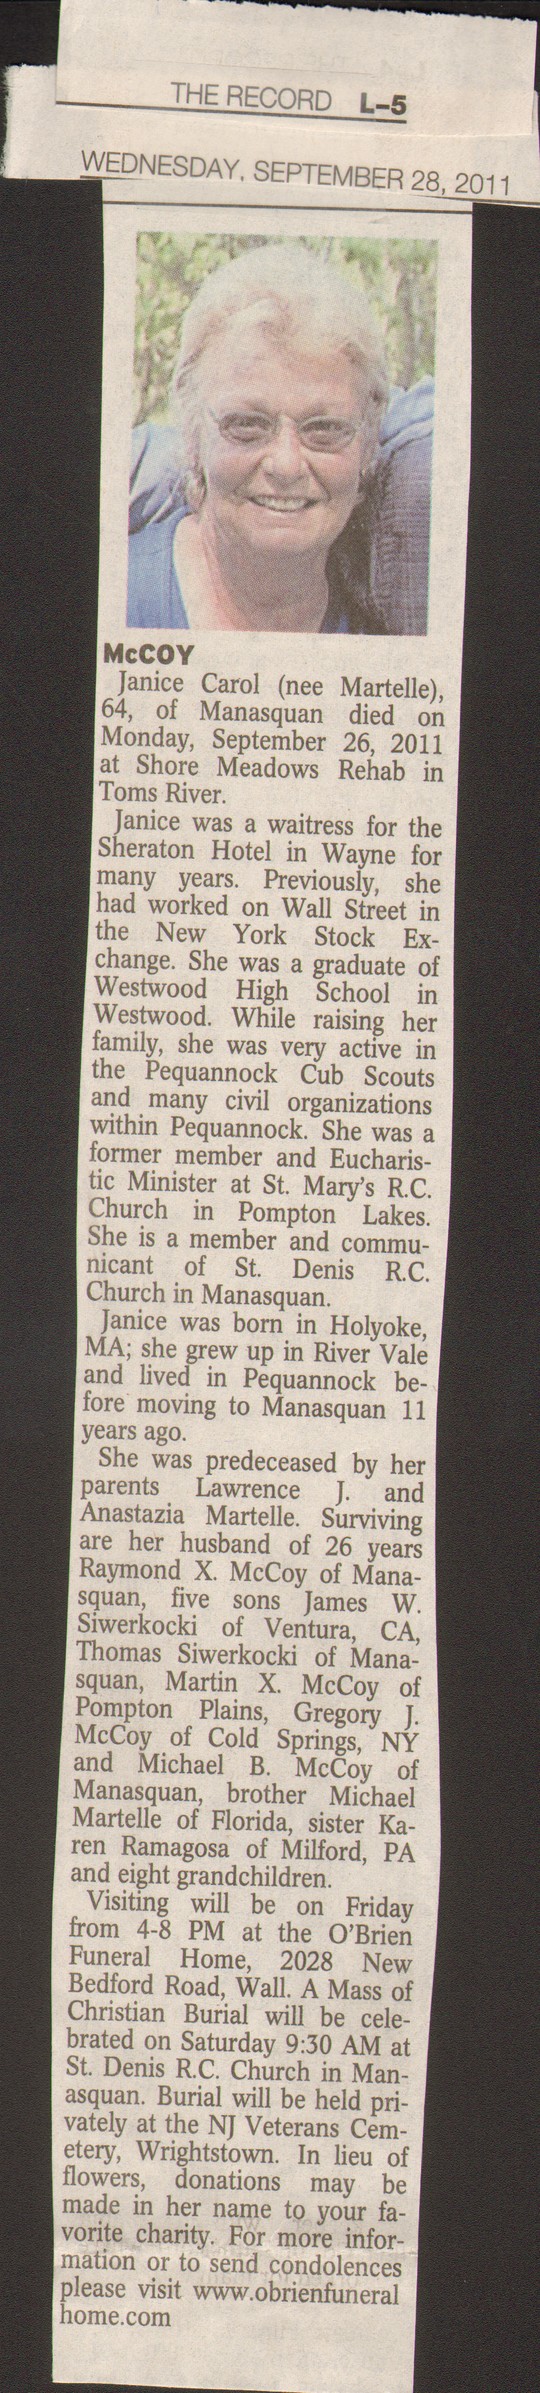 THE RECORD L-5
WEDNESDAY, SEPTEMBER 28, 2011
McCOY
Janice Carol (nee Martelle),
64, of Manasquan died on
Monday, September 26, 2011
at Shore Meadows Rehab in
Toms River.
Janice was a waitress for the
Sheraton Hotel in Wayne for
many years. Previously, she
had worked on Wall Street in
the New York Stock Ex-
change. She was a graduate of
Westwood High School in
Westwood. While raising her
family, she was very active in
the Pequannock Cub Scouts
and many civil organizations
within Pequannock. She was a
former member and Eucharis-
tic Minister at St. Mary's R.C.
Church in Pompton Lakes.
She is a member and commu-
nicant of St. Denis R.C.
Church in Manasquan.
Janice was born in Holyoke,
MA; she grew up in River Vale
and lived in Pequannock be-
fore moving to Manasquan 11
years ago.
She was predeceased by her
parents Lawrence J. and
Anastazia Martelle. Surviving
are her husband of 26 years
Raymond X. McCoy of Mana-
squan, five sons James W.
Siwerkocki of Ventura, CA,
Thomas Siwerkocki of Mana-
squan, Martin X. McCoy of
Pompton Plains, Gregory J.
McCoy of Cold Springs, NY
and Michael B. McCoy of
Manasquan, brother Michael
Martelle of Florida, sister Ka-
ren Ramagosa of Milford, PA
and eight grandchildren.
Visiting will be on Friday
from 4-8 PM at the O'Brien
Funeral Home, 2028 New
Bedford Road, Wall. A Mass of
Christian Burial will be cele-
brated on Saturday 9:30 AM at
St. Denis R.C. Church in Man-
asquan. Burial will be held pri-
vately at the NJ Veterans Cem-
etery, Wrightstown. In lieu of
flowers, donations may be
made in her name to your fa-
vorite charity. For more infor-
mation or to send condolences
please visit www.obrienfuneral
home.com